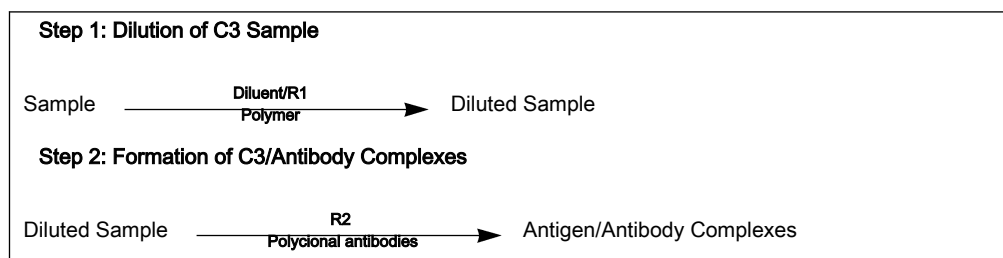 Step 1: Dilution of C3 Sample
Diluent/R1
Sample
Diluted Sample
Polymer
Step 2: Formation of C3/Antibody Complexes
R2
Diluted Sample
Antigen/Antibody Complexes
Polycional antibodies